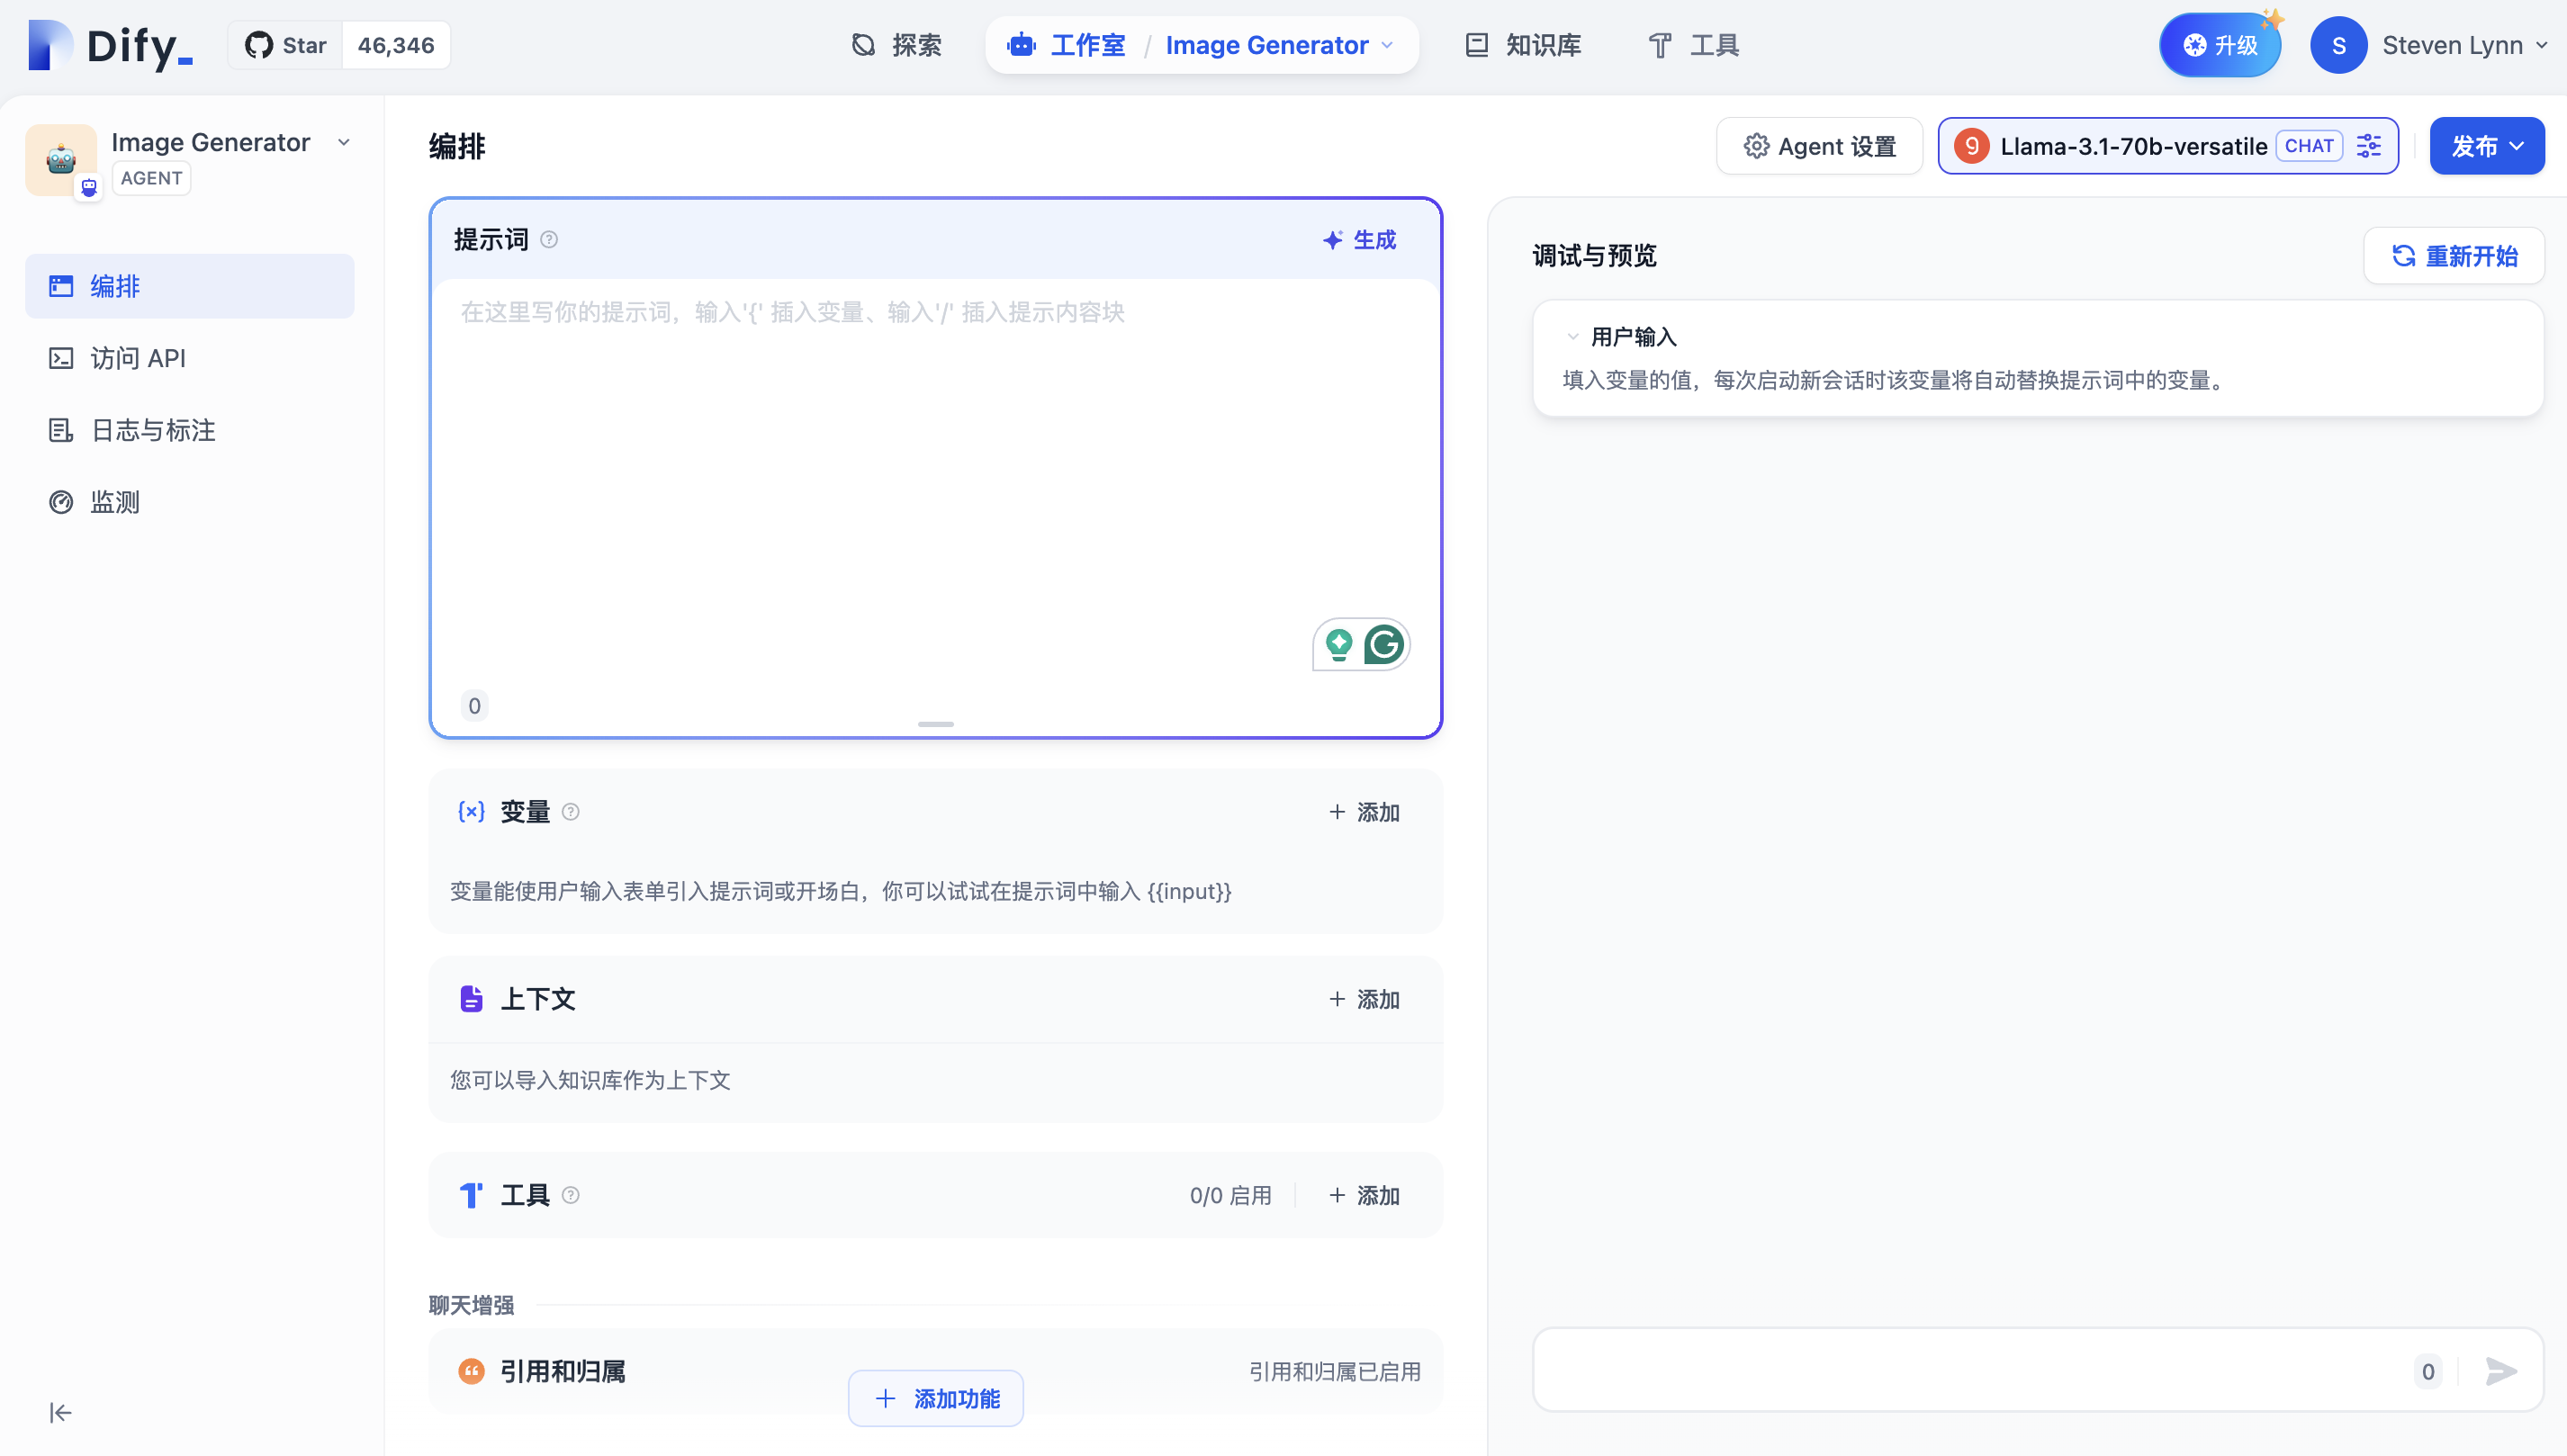 Dify_
Star 46,346
探索
工作室 / Image Generator
知识库
工具
升级
S Steven Lynn
Image Generator
AGENT
编排
访问 API
日志与标注
监测
编排
Agent 设置
Llama-3.1-70b-versatile CHAT
发布
提示词
生成
在这里写你的提示词，输入'{' 插入变量、输入'/' 插入提示内容块
0
变量
添加
变量能使用户输入表单引入提示词或开场白，你可以试试在提示词中输入 {{input}}
上下文
添加
您可以导入知识库作为上下文
工具
0/0 启用
添加
聊天增强
引用和归属
引用和归属已启用
添加功能
调试与预览
重新开始
用户输入
填入变量的值，每次启动新会话时该变量将自动替换提示词中的变量。
0